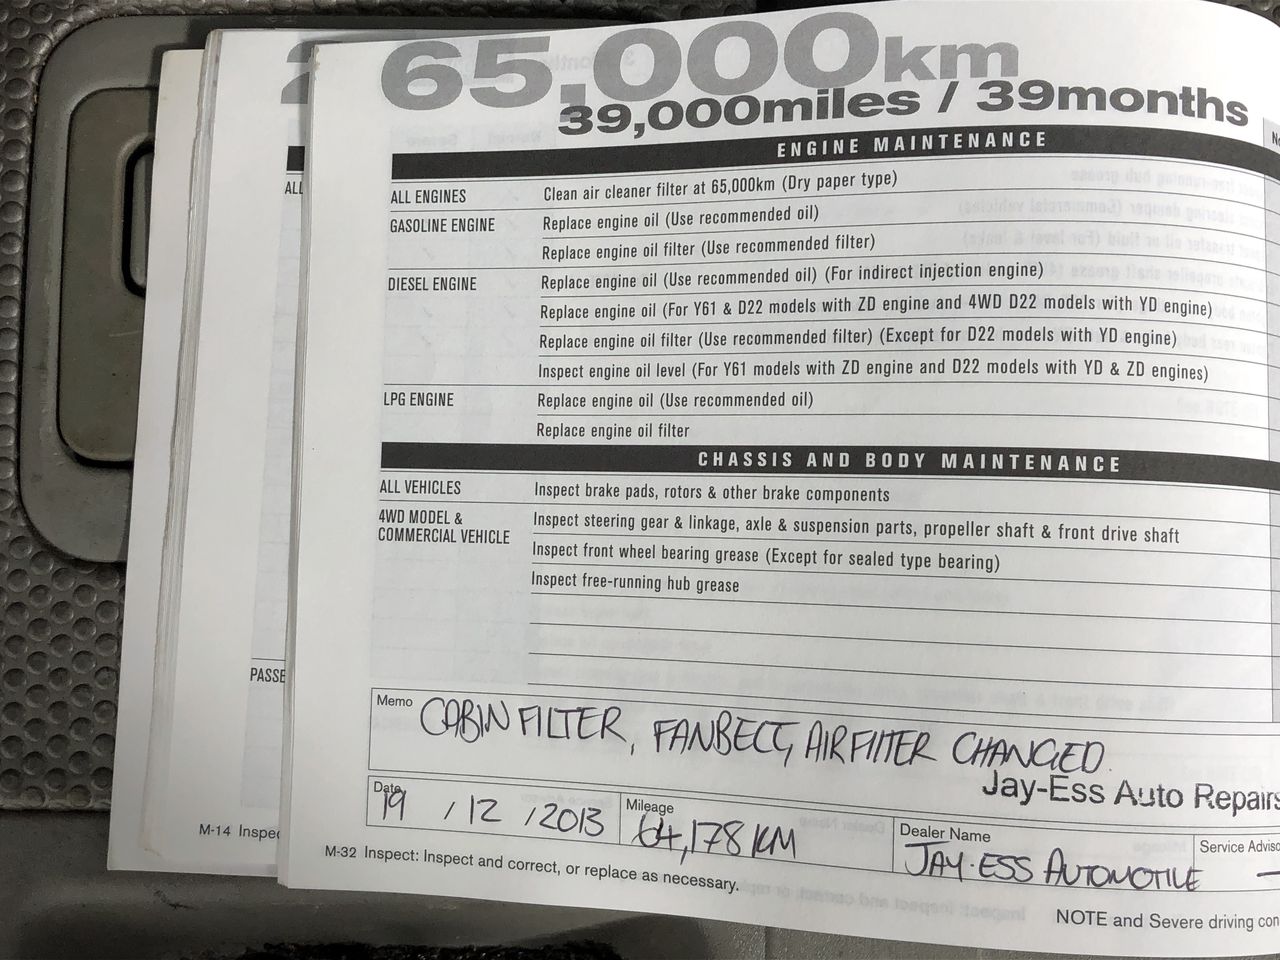 65,000km
39,000miles / 39months
ENGINE MAINTENANCE
ALL ENGINES Clean air cleaner filter at 65,000km (Dry paper type)
GASOLINE ENGINE Replace engine oil (Use recommended oil)
Replace engine oil filter (Use recommended filter)
DIESEL ENGINE Replace engine oil (Use recommended oil) (For indirect injection engine)
Replace engine oil (For Y61 & D22 models with ZD engine and 4WD D22 models with YD engine)
Replace engine oil filter (Use recommended filter) (Except for D22 models with YD engine)
Inspect engine oil level (For Y61 models with ZD engine and D22 models with YD & ZD engines)
LPG ENGINE Replace engine oil (Use recommended oil)
Replace engine oil filter
CHASSIS AND BODY MAINTENANCE
ALL VEHICLES Inspect brake pads, rotors & other brake components
4WD MODEL & Inspect steering gear & linkage, axle & suspension parts, propeller shaft & front drive shaft
COMMERCIAL VEHICLE Inspect front wheel bearing grease (Except for sealed type bearing)
Inspect free-running hub grease
Memo CABIN FILTER, FANBELT, AIRFILTER CHANGED.
Jay-Ess Auto Repairs
Date 19 / 12 / 2013 Mileage 64,178 KM Dealer Name JAY-ESS AUTOMOTIVE Service Adviso
M-32 Inspect: Inspect and correct, or replace as necessary.
NOTE and Severe driving con
ALL
PASSE
M-14 Inspec